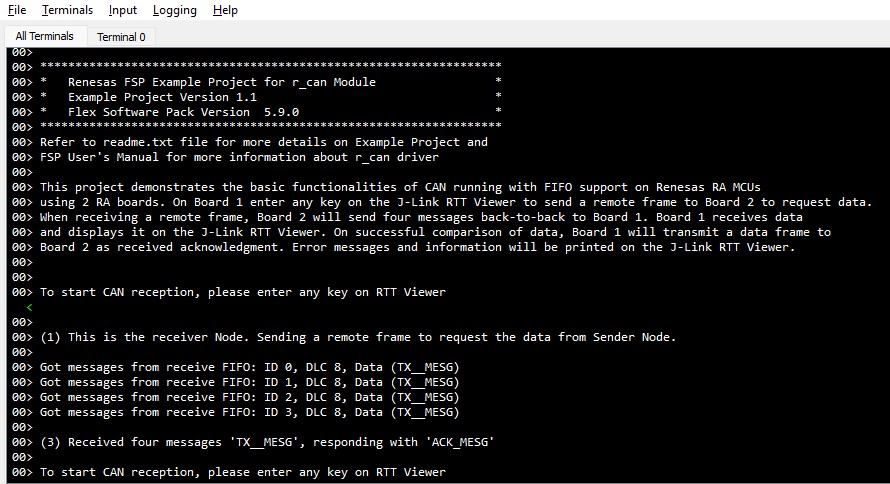 File Terminals Input Logging Help
All Terminals Terminal 0
00>
00> ******************************************************************
00> *   Renesas FSP Example Project for r_can Module                 *
00> *   Example Project Version 1.1                                  *
00> *   Flex Software Pack Version  5.9.0                            *
00> ******************************************************************
00> Refer to readme.txt file for more details on Example Project and
00> FSP User's Manual for more information about r_can driver
00>
00> This project demonstrates the basic functionalities of CAN running with FIFO support on Renesas RA MCUs
00> using 2 RA boards. On Board 1 enter any key on the J-Link RTT Viewer to send a remote frame to Board 2 to request data.
00> When receiving a remote frame, Board 2 will send four messages back-to-back to Board 1. Board 1 receives data
00> and displays it on the J-Link RTT Viewer. On successful comparison of data, Board 1 will transmit a data frame to
00> Board 2 as received acknowledgment. Error messages and information will be printed on the J-Link RTT Viewer.
00>
00>
00> To start CAN reception, please enter any key on RTT Viewer
<
00>
00> (1) This is the receiver Node. Sending a remote frame to request the data from Sender Node.
00>
00> Got messages from receive FIFO: ID 0, DLC 8, Data (TX__MESG)
00> Got messages from receive FIFO: ID 1, DLC 8, Data (TX__MESG)
00> Got messages from receive FIFO: ID 2, DLC 8, Data (TX__MESG)
00> Got messages from receive FIFO: ID 3, DLC 8, Data (TX__MESG)
00>
00> (3) Received four messages 'TX__MESG', responding with 'ACK_MESG'
00>
00> To start CAN reception, please enter any key on RTT Viewer